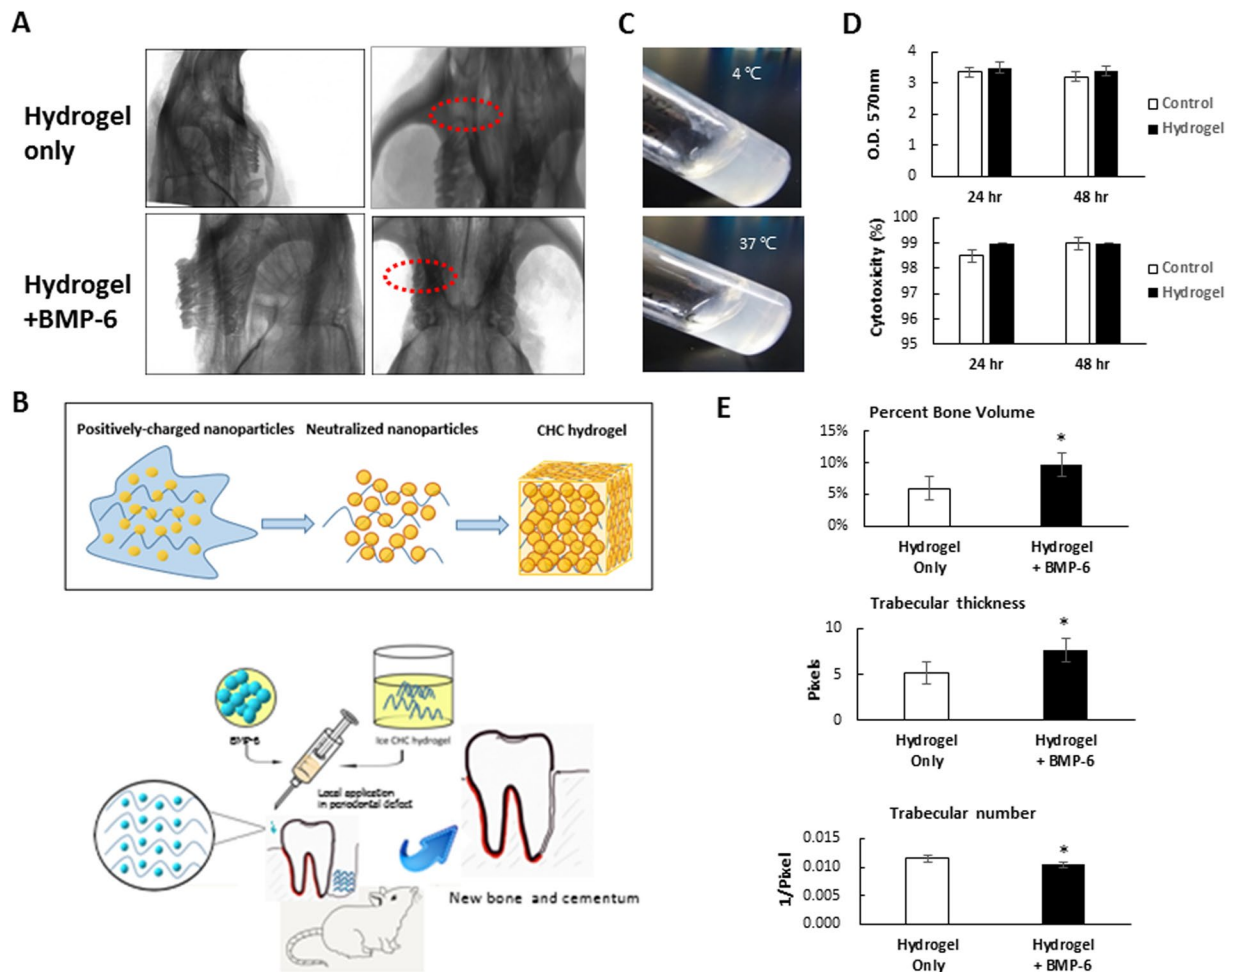 A
Hydrogel
only
Hydrogel
+BMP-6
B
Positively-charged nanoparticles
Neutralized nanoparticles
CHC hydrogel
BMP-6
Ice CHC hydrogel
Local application
in periodontal defect
New bone and cementum
C
4 ℃
37 ℃
D
O.D. 570nm
4
3
2
1
0
24 hr
48 hr
Control
Hydrogel
Cytotoxicity (%)
100
99
98
97
96
95
24 hr
48 hr
Control
Hydrogel
E
Percent Bone Volume
15%
10%
5%
0%
*
Hydrogel
Only
Hydrogel
+ BMP-6
Trabecular thickness
Pixels
10
5
0
*
Hydrogel
Only
Hydrogel
+ BMP-6
Trabecular number
1/Pixel
0.015
0.010
0.005
0.000
*
Hydrogel
Only
Hydrogel
+ BMP-6